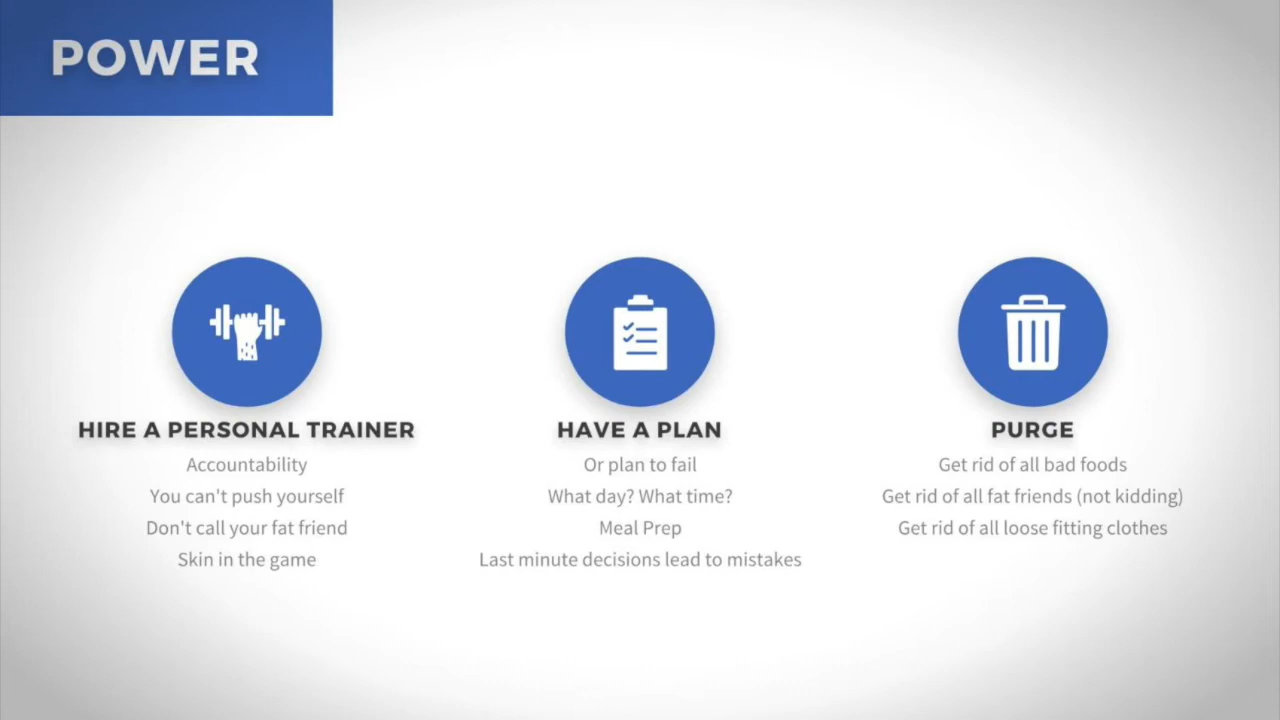 POWER
HIRE A PERSONAL TRAINER
Accountability
You can't push yourself
Don't call your fat friend
Skin in the game
HAVE A PLAN
Or plan to fail
What day? What time?
Meal Prep
Last minute decisions lead to mistakes
PURGE
Get rid of all bad foods
Get rid of all fat friends (not kidding)
Get rid of all loose fitting clothes